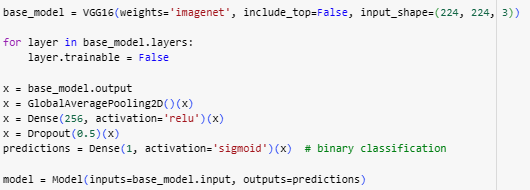 base_model = VGG16(weights='imagenet', include_top=False, input_shape=(224, 224, 3))
for layer in base_model.layers:
    layer.trainable = False
x = base_model.output
x = GlobalAveragePooling2D()(x)
x = Dense(256, activation='relu')(x)
x = Dropout(0.5)(x)
predictions = Dense(1, activation='sigmoid')(x)  # binary classification
model = Model(inputs=base_model.input, outputs=predictions)